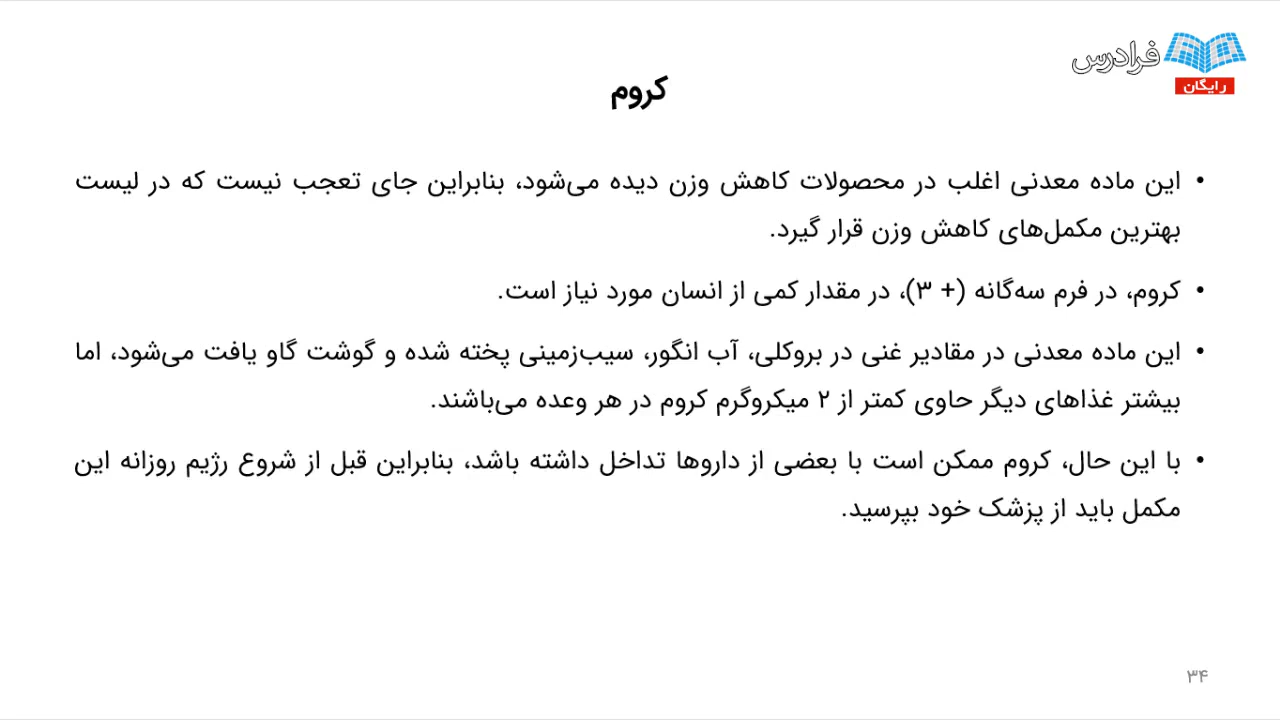 فرادرس
رایگان
کروم
• این ماده معدنی اغلب در محصولات کاهش وزن دیده می‌شود، بنابراین جای تعجب نیست که در لیست
بهترین مکمل‌های کاهش وزن قرار گیرد.
• کروم، در فرم سه‌گانه (+ ۳)، در مقدار کمی از انسان مورد نیاز است.
• این ماده معدنی در مقادیر غنی در بروکلی، آب انگور، سیب‌زمینی پخته شده و گوشت گاو یافت می‌شود، اما
بیشتر غذاهای دیگر حاوی کمتر از ۲ میکروگرم کروم در هر وعده می‌باشند.
• با این حال، کروم ممکن است با بعضی از داروها تداخل داشته باشد، بنابراین قبل از شروع رژیم روزانه این
مکمل باید از پزشک خود بپرسید.
۳۴